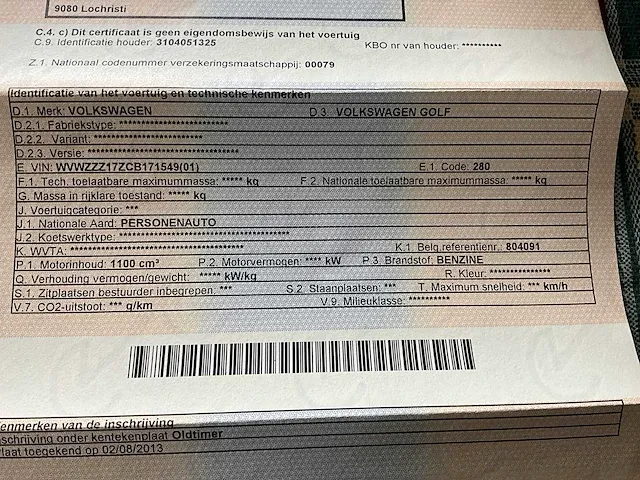 9080 Lochristi
C.4. c) Dit certificaat is geen eigendomsbewijs van het voertuig
C.9. Identificatie houder: 3104051325 KBO nr van houder: **********
Z.1. Nationaal codenummer verzekeringsmaatschappij: 00079
Identificatie van het voertuig en technische kenmerken
D.1. Merk: VOLKSWAGEN D.3. VOLKSWAGEN GOLF
D.2.1. Fabriekstype: *************************
D.2.2. Variant: *************************
D.2.3. Versie: ***********************************
E. VIN: WVWZZZ17ZCB171549(01) E.1. Code: 280
F.1. Tech. toelaatbare maximummassa: ***** kg F.2. Nationale toelaatbare maximummassa: ***** kg
G. Massa in rijklare toestand: ***** kg
J. Voertuigcategorie: ***
J.1. Nationale Aard: PERSONENAUTO
J.2. Koetswerktype: ****************************************
K. WVTA: **************************************** K.1. Belg.referentienr.: 804091
P.1. Motorinhoud: 1100 cm³ P.2. Motorvermogen: **** kW P.3. Brandstof: BENZINE
Q. Verhouding vermogen/gewicht: ***** kW/kg R. Kleur: ***************
S.1. Zitplaatsen bestuurder inbegrepen: *** S.2. Staanplaatsen: *** T. Maximum snelheid: *** km/h
V.7. CO2-uitstoot: *** g/km V.9. Milieuklasse: **********
enmerken van de inschrijving
schrijving onder kentekenplaat Oldtimer
laat toegekend op 02/08/2013